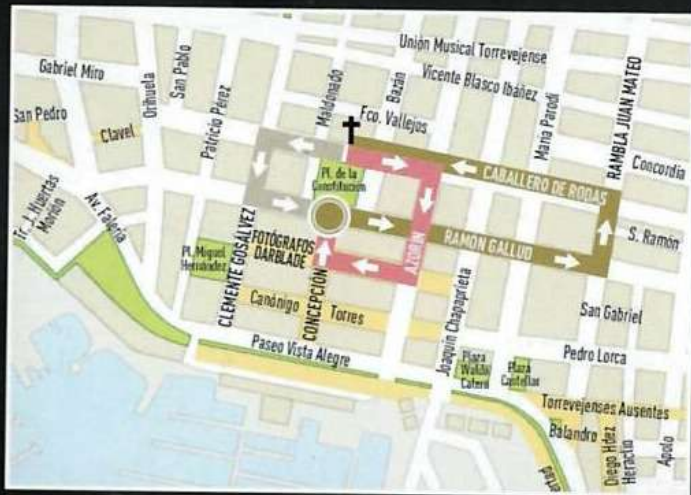 Unión Musical Torrevejense
Gabriel Miro
Orihuela
San Pablo
Patricio Pérez
Maldonado
Bazán
Vicente Blasco Ibáñez
María Parodi
RAMBLA JUAN MATEO
San Pedro
Clavel
Fco. Vallejos
Concordia
Pl. de la
Constitución
CABALLERO DE RODAS
Tr. L. Huertas
Morión
Av. Faleria
Pl. Miguel
Hernández
CLEMENTE GOSÁLVEZ
FOTÓGRAFOS
DARBLADE
CONCEPCIÓN
AZORÍN
RAMÓN GALLUD
S. Ramón
Canónigo Torres
Joaquín Chapaprieta
San Gabriel
Paseo Vista Alegre
Pedro Lorca
Plaza
Waldo
Calero
Plaza
Castellar
Torrevejenses Ausentes
Balandro
Diego Hdez
Heraclio
Apolo